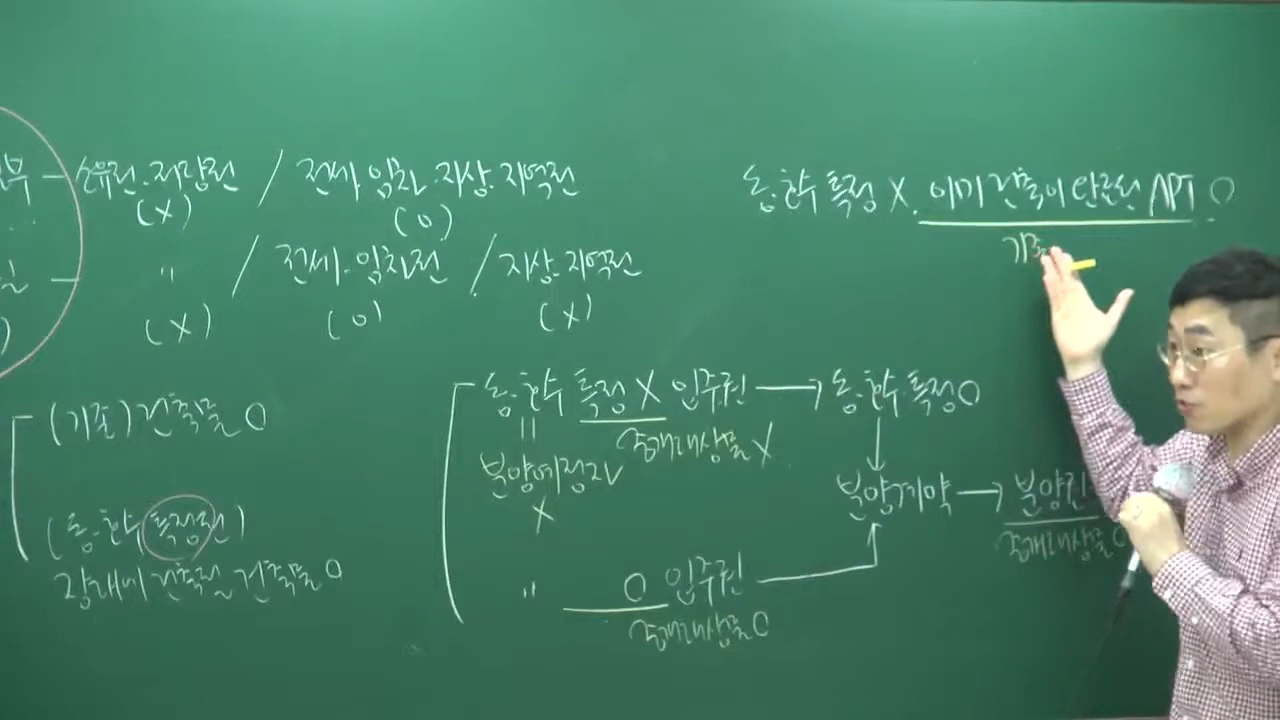 부 - 소유권·저당권 / 전세·임차·지상·지역권
(X) (O)
" / 전세·임차권 / 지상·지역권
(X) (O) (X)
(기존) 건축물 O
(동·호수 특정된)
장래에 건축될 건축물 O
동·호수 특정 X. 이미 건축이 완료된 APT O
기존
동·호수 특정 X 입주권 → 동·호수 특정 O
중개대상물 X
분양예정자
X
분양계약 → 분양권
중개대상물 O
" O 입주권
중개대상물 O